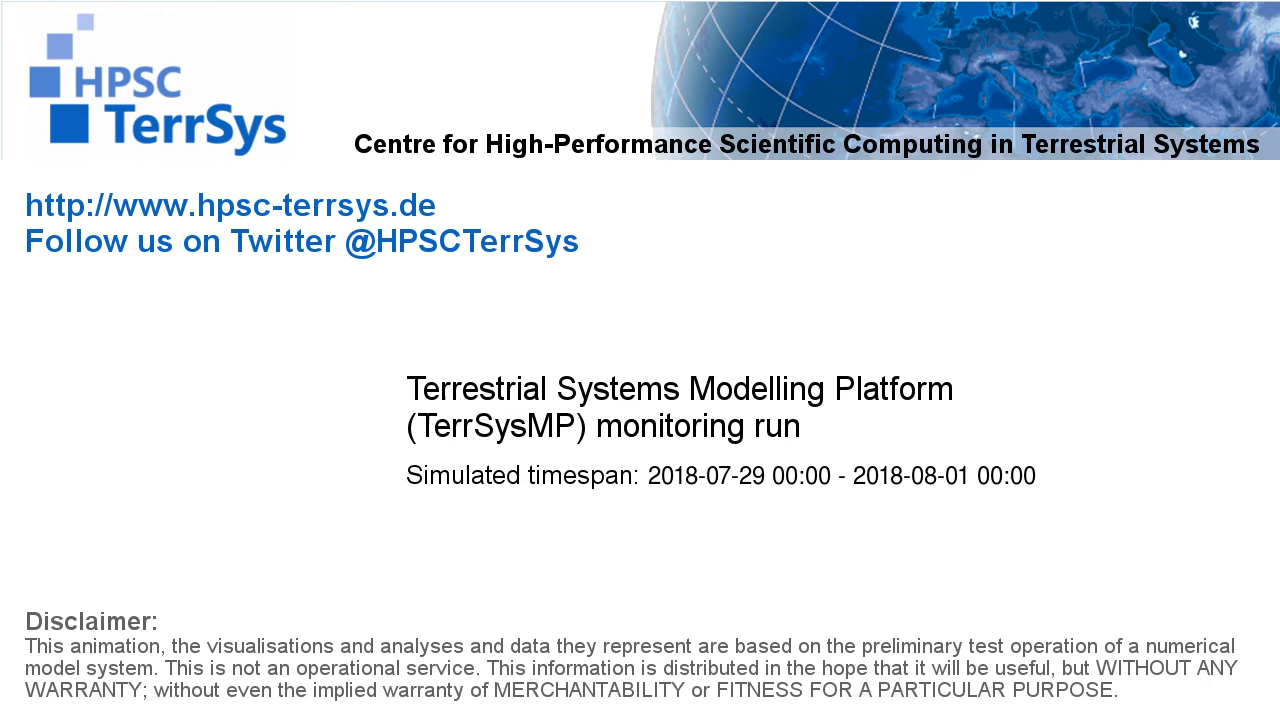 HPSC
TerrSys
Centre for High-Performance Scientific Computing in Terrestrial Systems
http://www.hpsc-terrsys.de
Follow us on Twitter @HPSCTerrSys
Terrestrial Systems Modelling Platform
(TerrSysMP) monitoring run
Simulated timespan: 2018-07-29 00:00 - 2018-08-01 00:00
Disclaimer:
This animation, the visualisations and analyses and data they represent are based on the preliminary test operation of a numerical
model system. This is not an operational service. This information is distributed in the hope that it will be useful, but WITHOUT ANY
WARRANTY; without even the implied warranty of MERCHANTABILITY or FITNESS FOR A PARTICULAR PURPOSE.